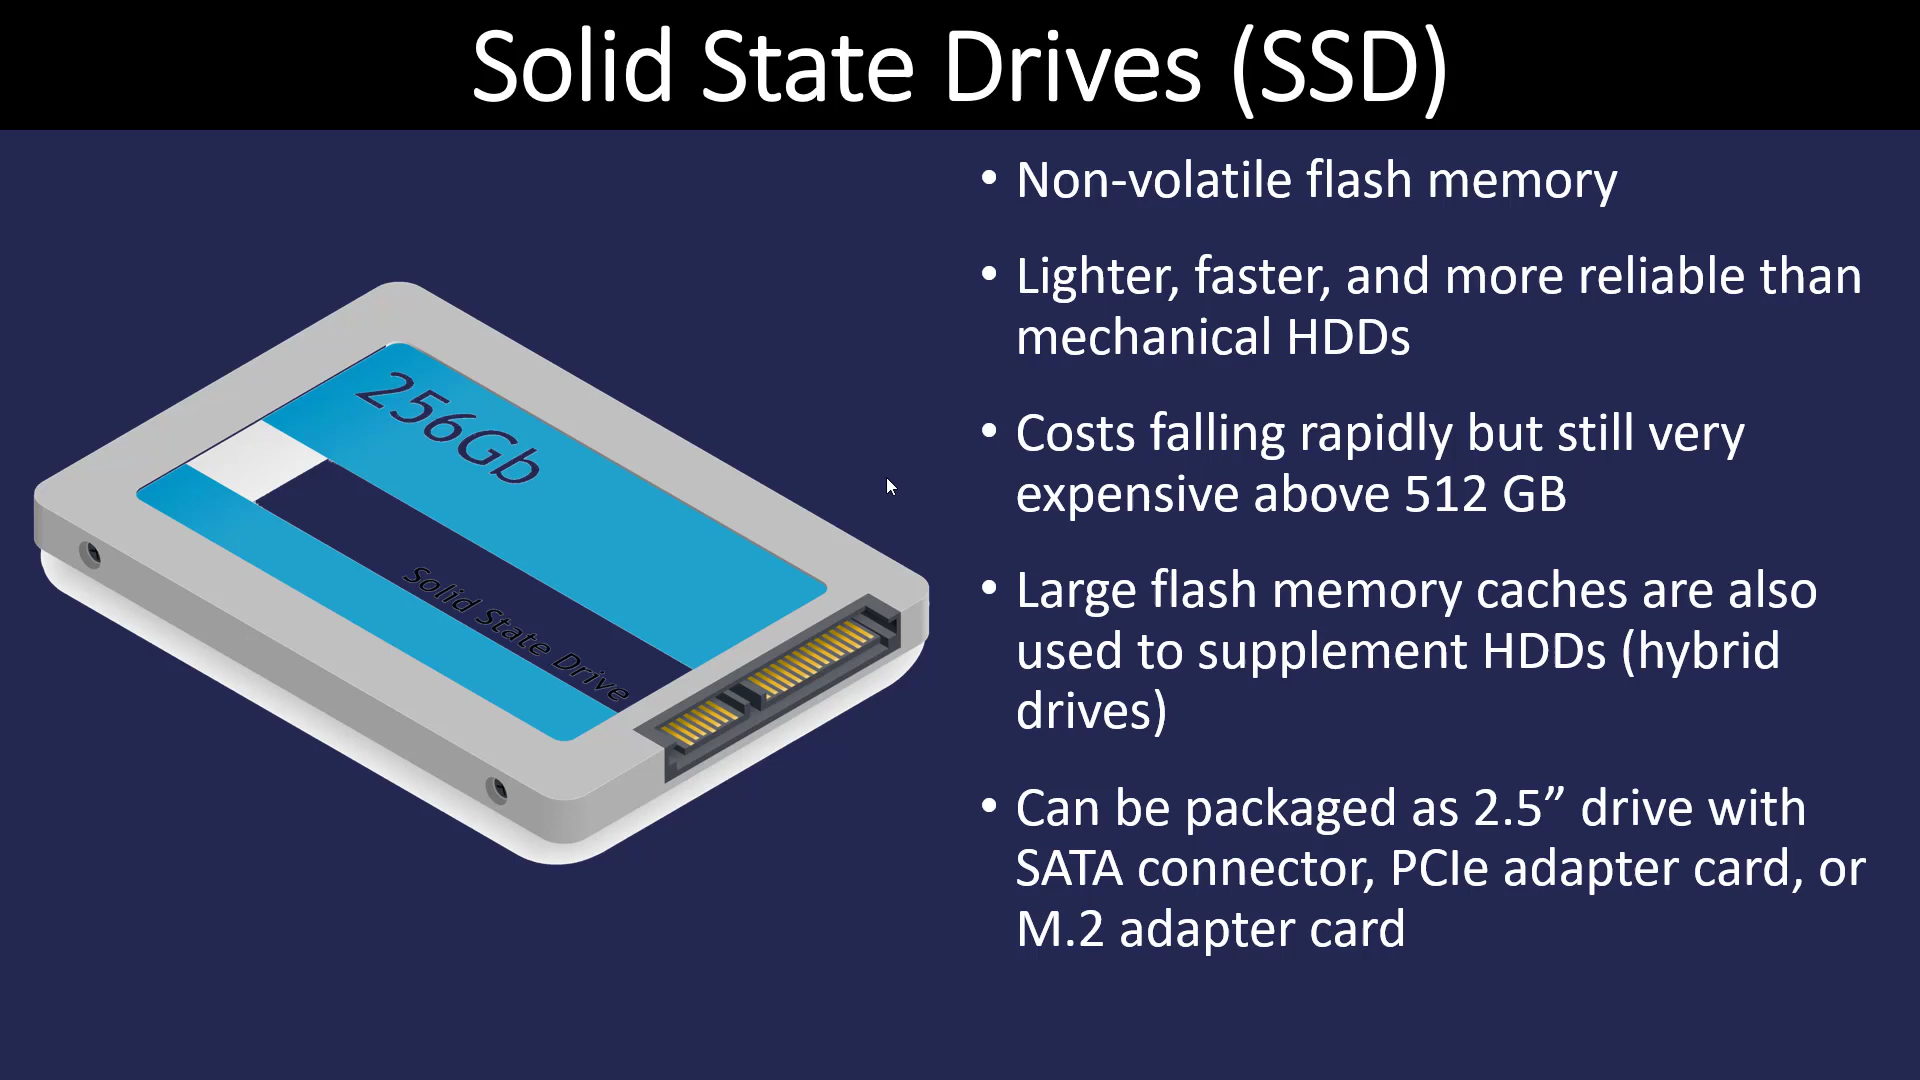 Solid State Drives (SSD)
256Gb
Solid State Drive
• Non-volatile flash memory
• Lighter, faster, and more reliable than
mechanical HDDs
• Costs falling rapidly but still very
expensive above 512 GB
• Large flash memory caches are also
used to supplement HDDs (hybrid
drives)
• Can be packaged as 2.5” drive with
SATA connector, PCIe adapter card, or
M.2 adapter card